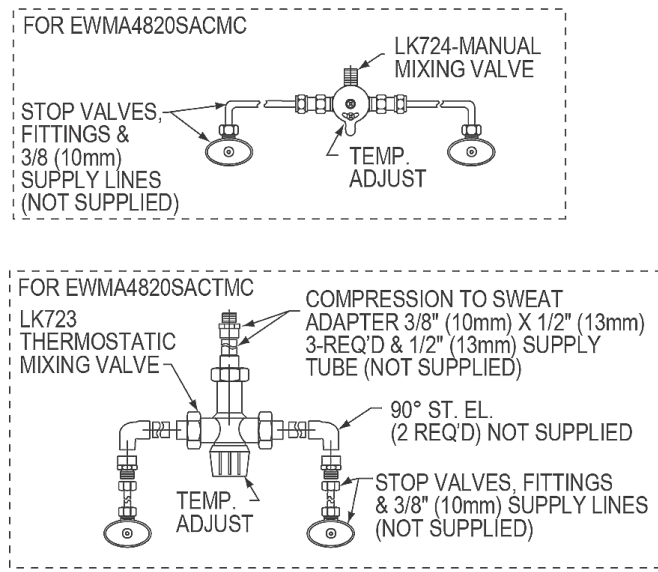 FOR EWMA4820SACMC
LK724-MANUAL
MIXING VALVE
STOP VALVES,
FITTINGS &
3/8 (10mm)
SUPPLY LINES
(NOT SUPPLIED)
TEMP.
ADJUST
FOR EWMA4820SACTMC
LK723
THERMOSTATIC
MIXING VALVE
COMPRESSION TO SWEAT
ADAPTER 3/8" (10mm) X 1/2" (13mm)
3-REQ'D & 1/2" (13mm) SUPPLY
TUBE (NOT SUPPLIED)
90° ST. EL.
(2 REQ'D) NOT SUPPLIED
TEMP.
ADJUST
STOP VALVES, FITTINGS
& 3/8" (10mm) SUPPLY LINES
(NOT SUPPLIED)